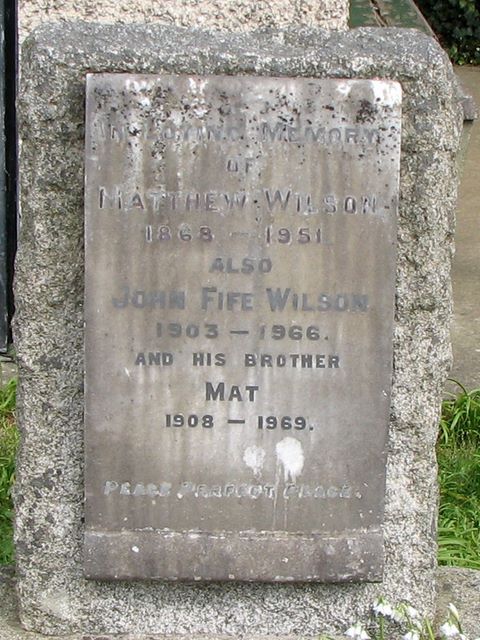 In Loving Memory
of
Matthew Wilson
1868 – 1951
also
John Fife Wilson
1903 – 1966.
and his brother
Mat
1908 – 1969.
Peace Perfect Peace.